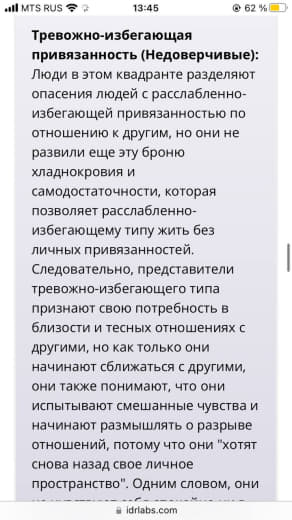 MTS RUS
13:45
62 %
Тревожно-избегающая
привязанность (Недоверчивые):
Люди в этом квадранте разделяют
опасения людей с расслабленно-
избегающей привязанностью по
отношению к другим, но они не
развили еще эту броню
хладнокровия и
самодостаточности, которая
позволяет расслабленно-
избегающему типу жить без
личных привязанностей.
Следовательно, представители
тревожно-избегающего типа
признают свою потребность в
близости и тесных отношениях с
другими, но как только они
начинают сближаться с другими,
они также понимают, что они
испытывают смешанные чувства и
начинают размышлять о разрыве
отношений, потому что они "хотят
снова назад свое личное
пространство". Одним словом, они
idrlabs.com